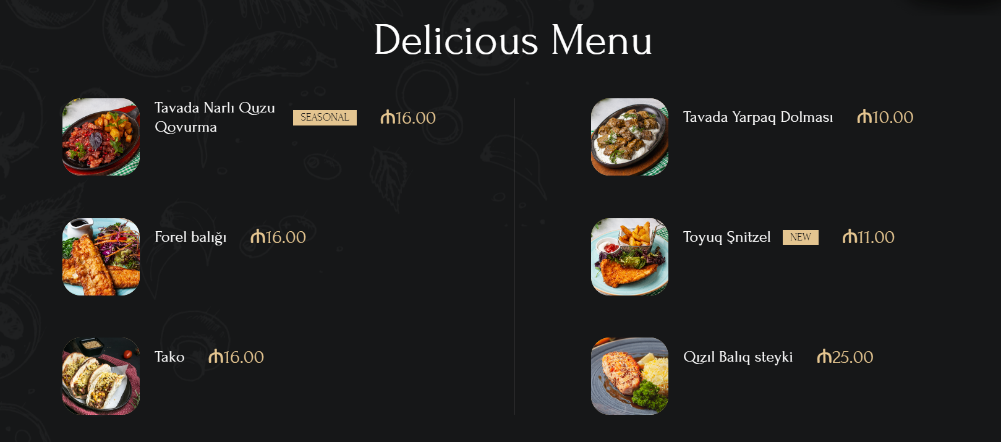 Delicious Menu
Tavada Narlı Quzu
Qovurma
SEASONAL
₼16.00
Forel balığı
₼16.00
Tako
₼16.00
Tavada Yarpaq Dolması
₼10.00
Toyuq Şnitzel
NEW
₼11.00
Qızıl Balıq steyki
₼25.00